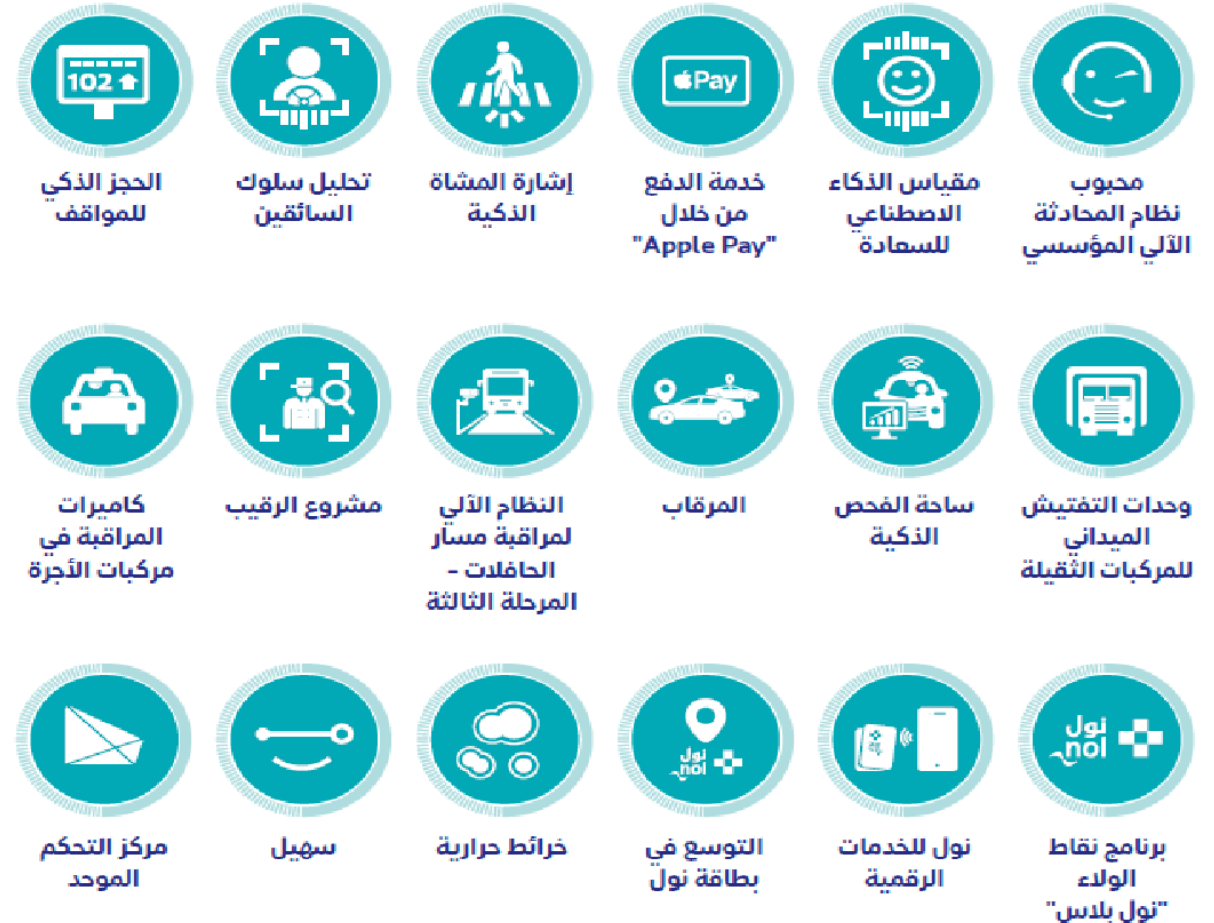 محبوب
نظام المحادثة
الآلي المؤسسي
مقياس الذكاء
الاصطناعي
للسعادة
Pay
خدمة الدفع
من خلال
"Apple Pay"
إشارة المشاة
الذكية
تحليل سلوك
السائقين
102
الحجز الذكي
للمواقف
وحدات التفتيش
الميداني
للمركبات الثقيلة
ساحة الفحص
الذكية
المرقاب
النظام الآلي
لمراقبة مسار
الحافلات -
المرحلة الثالثة
مشروع الرقيب
كاميرات
المراقبة في
مركبات الأجرة
نول
nol
برنامج نقاط
الولاء
"نول بلاس"
نول للخدمات
الرقمية
نول
nol
التوسع في
بطاقة نول
خرائط حرارية
سهيل
مركز التحكم
الموحد